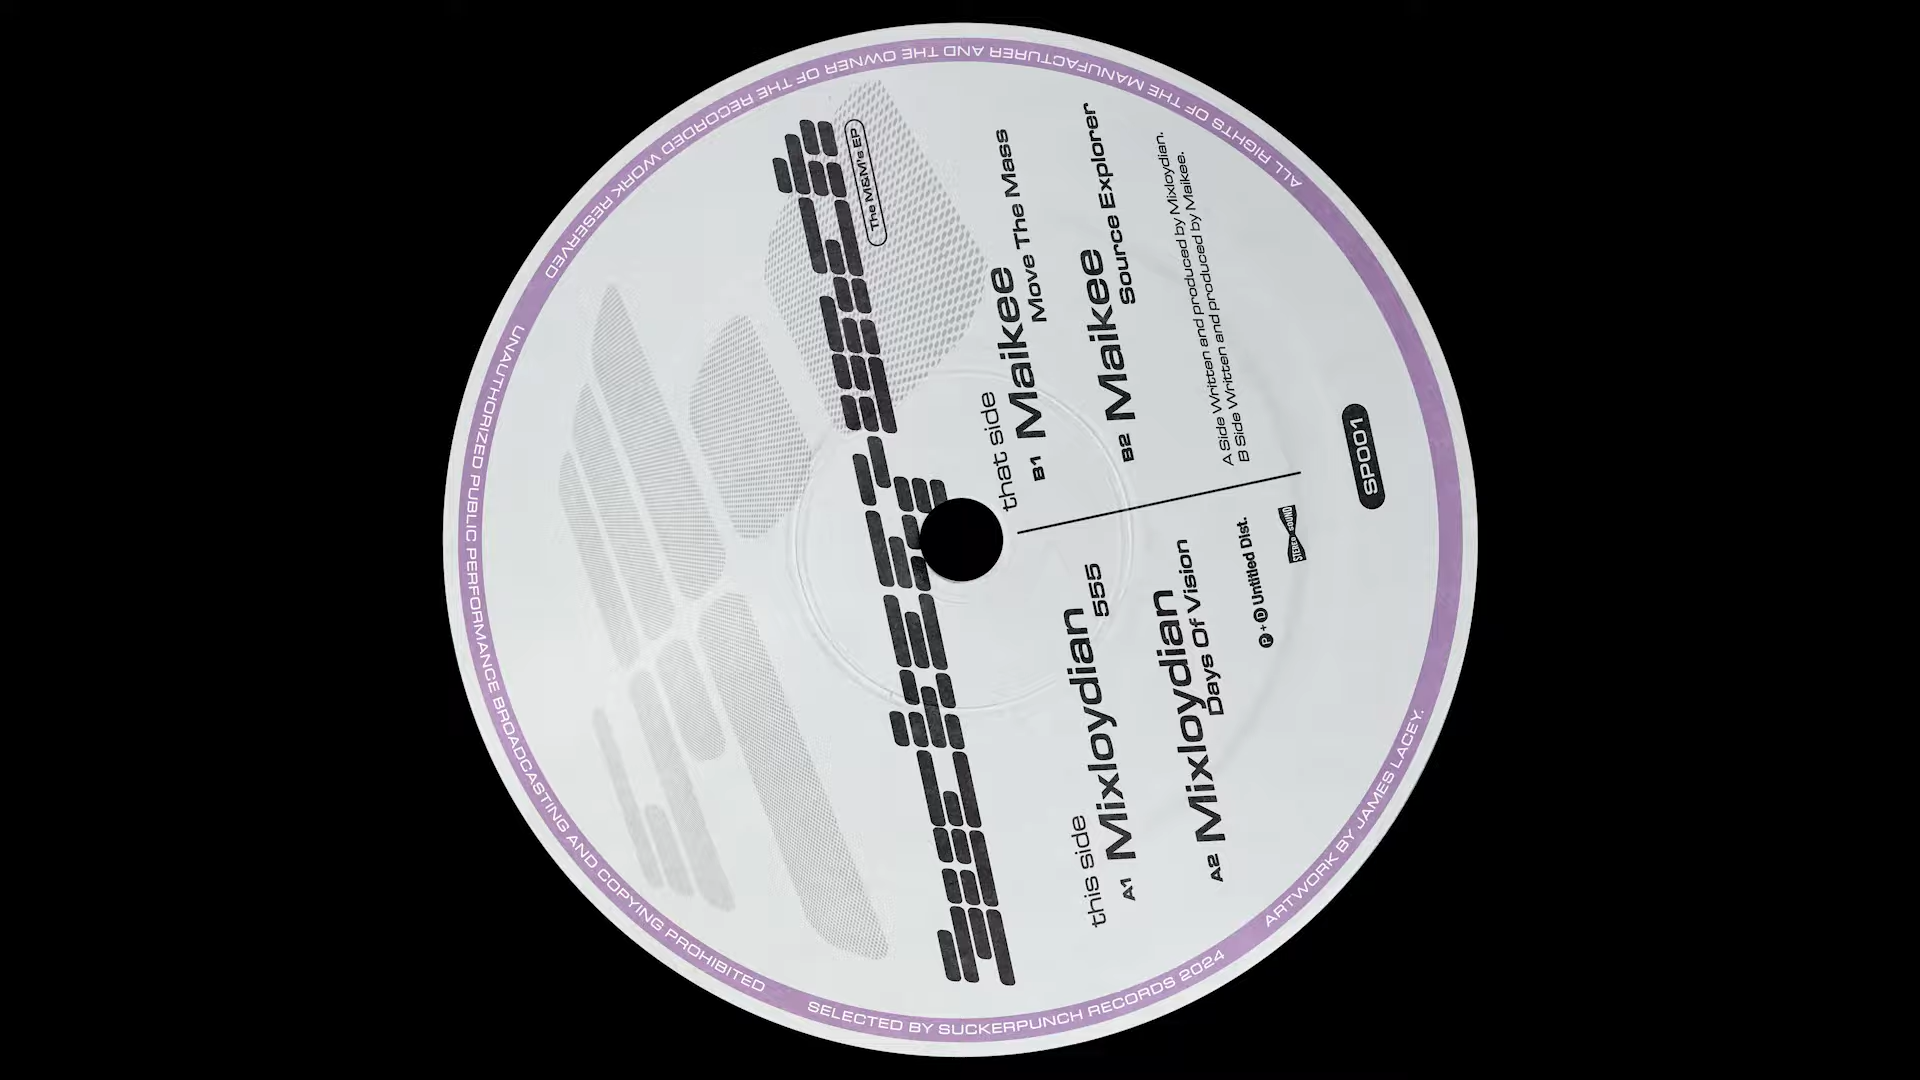 The M&M's EP
that side
B1 Maikee
Move The Mass
B2 Maikee
Source Explorer
A Side Written and produced by Mixloydian.
B Side Written and produced by Maikee.
this side
A1 Mixloydian
555
A2 Mixloydian
Days Of Vision
P + D Untitled Dist.
STEREO SOUND
SP001
UNAUTHORIZED PUBLIC PERFORMANCE BROADCASTING AND COPYING PROHIBITED
SELECTED BY SUCKERPUNCH RECORDS 2024
ARTWORK BY JAMES LACEY.
ALL RIGHTS OF THE MANUFACTURER AND THE OWNER OF THE RECORDED WORK RESERVED